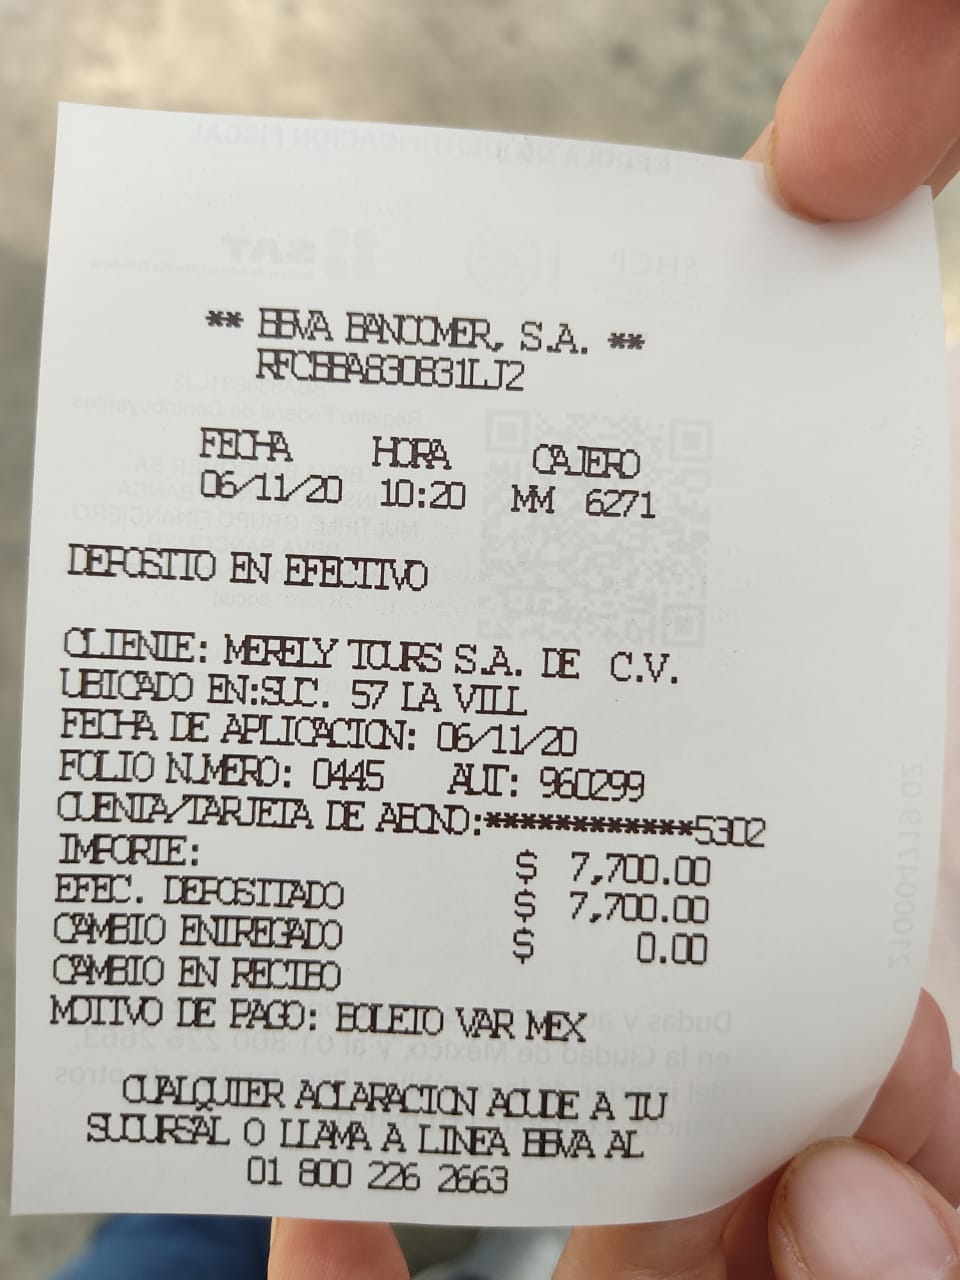 ** BBVA BANCOMER, S.A. **
RFCBBA830831LJ2
FECHA HORA CAJERO
06/11/20 10:20 MM 6271
DEPOSITO EN EFECTIVO
CLIENTE: MERELY TOURS S.A. DE C.V.
UBICADO EN:SUC. 57 LA VILL
FECHA DE APLICACION: 06/11/20
FOLIO NUMERO: 0445 AUT: 960299
CUENTA/TARJETA DE ABONO:************5302
IMPORTE: $ 7,700.00
EFEC. DEPOSITADO $ 7,700.00
CAMBIO ENTREGADO $ 0.00
CAMBIO EN RECIBO
MOTIVO DE PAGO: BOLETO VAR MEX
CUALQUIER ACLARACION ACUDE A TU
SUCURSAL O LLAMA A LINEA BBVA AL
01 800 226 2663